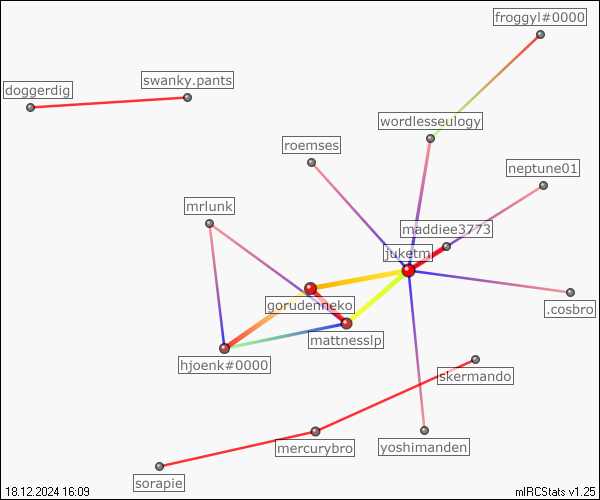 froggyl#0000
swanky.pants
doggerdig
wordlesseulogy
roemses
neptune01
mrlunk
maddiee3773
juketm
gorudenneko
.cosbro
mattnesslp
hjoenk#0000
skermando
mercurybro
yoshimanden
sorapie
18.12.2024 16:09
mIRCStats v1.25